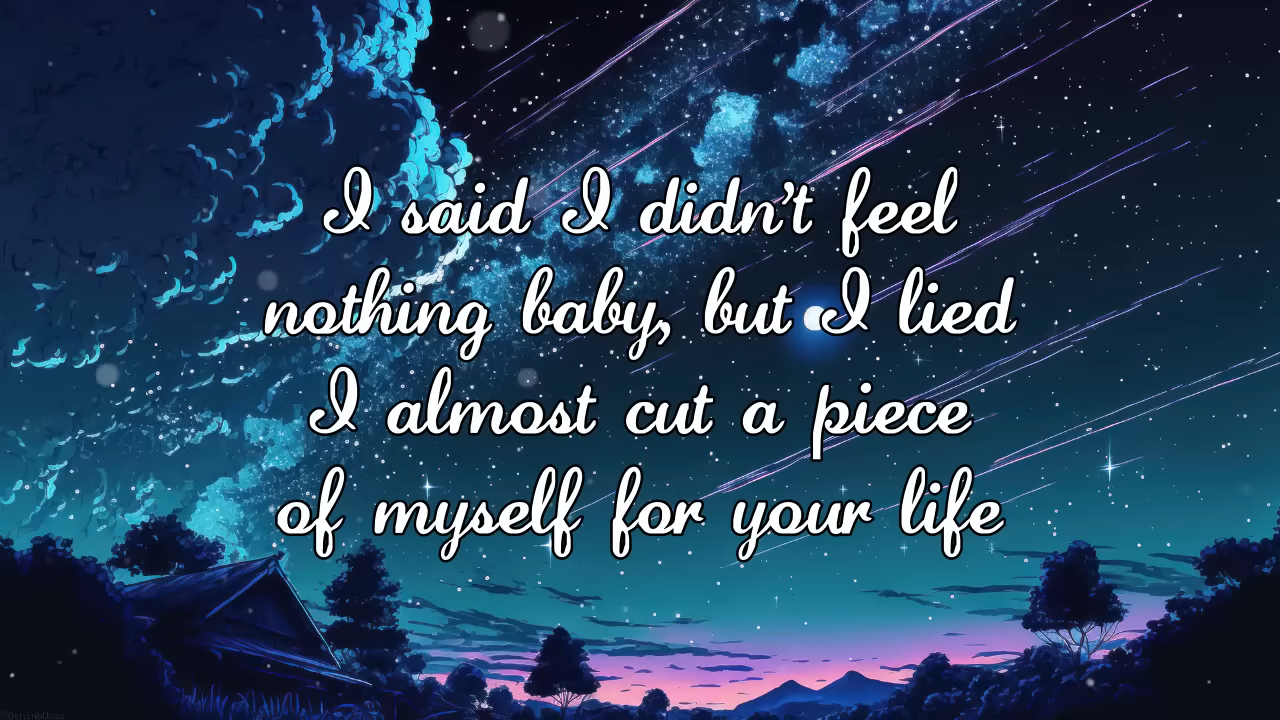 I said I didn't feel
nothing baby, but I lied
I almost cut a piece
of myself for your life